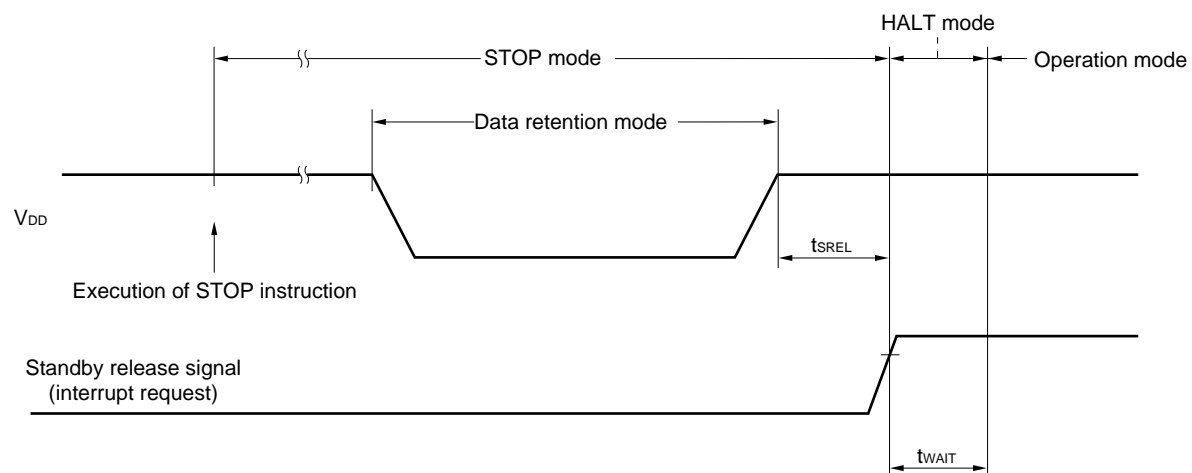 HALT mode
STOP mode
Operation mode
Data retention mode
VDD
tSREL
Execution of STOP instruction
Standby release signal
(interrupt request)
tWAIT